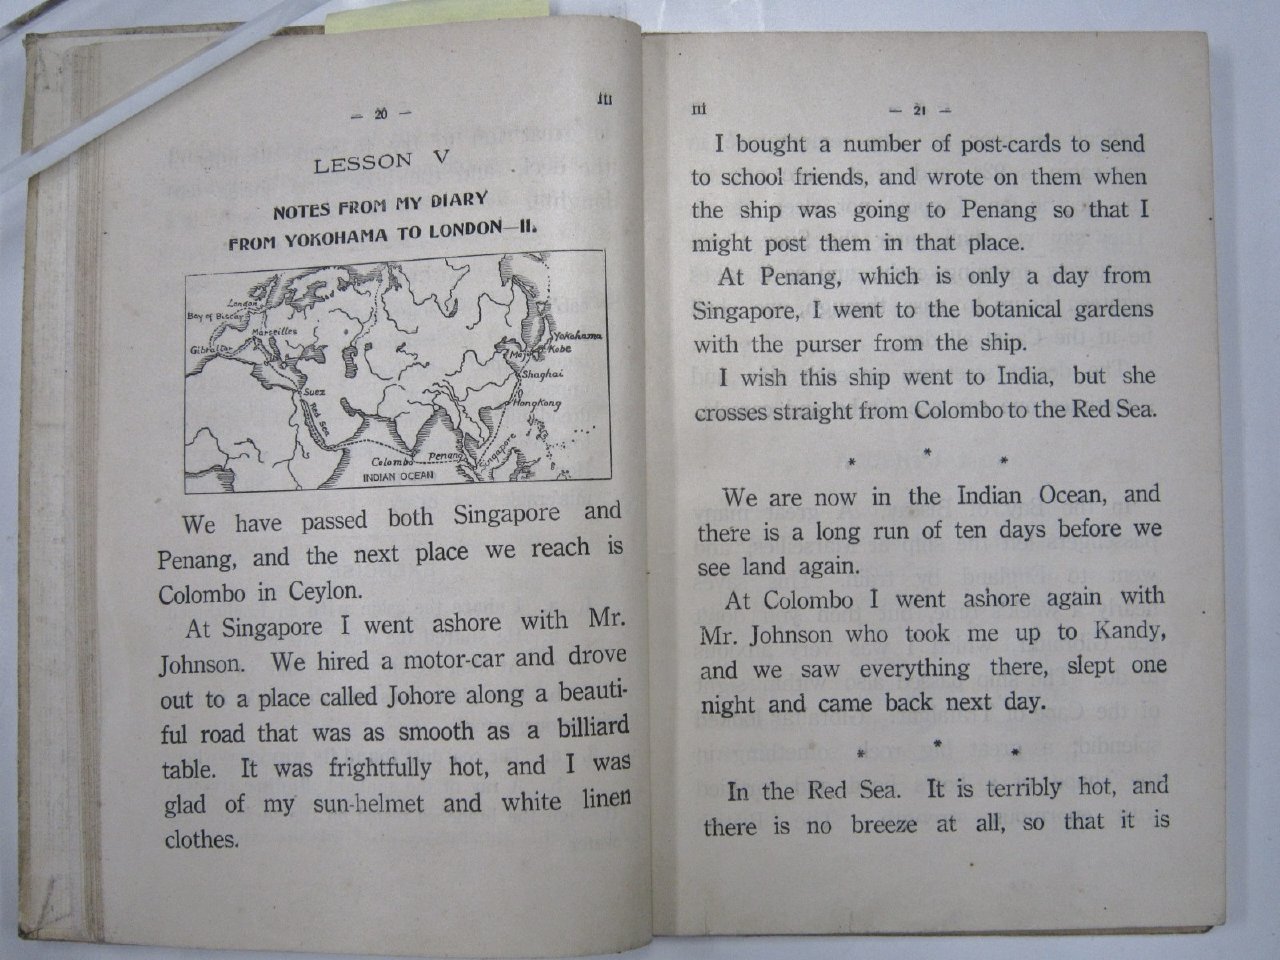 — 20 —
iii
LESSON V
NOTES FROM MY DIARY
FROM YOKOHAMA TO LONDON—II.
London
Bay of Biscay
Marseilles
Gibraltar
Yokohama
Kobe
Moji
Shaghai
Suez
HongKong
Red Sea
Singapore
Penang
Colombo
INDIAN OCEAN
We have passed both Singapore and
Penang, and the next place we reach is
Colombo in Ceylon.
At Singapore I went ashore with Mr.
Johnson. We hired a motor-car and drove
out to a place called Johore along a beauti-
ful road that was as smooth as a billiard
table. It was frightfully hot, and I was
glad of my sun-helmet and white linen
clothes.
iii
— 21 —
I bought a number of post-cards to send
to school friends, and wrote on them when
the ship was going to Penang so that I
might post them in that place.
At Penang, which is only a day from
Singapore, I went to the botanical gardens
with the purser from the ship.
I wish this ship went to India, but she
crosses straight from Colombo to the Red Sea.
* * *
We are now in the Indian Ocean, and
there is a long run of ten days before we
see land again.
At Colombo I went ashore again with
Mr. Johnson who took me up to Kandy,
and we saw everything there, slept one
night and came back next day.
* * *
In the Red Sea. It is terribly hot, and
there is no breeze at all, so that it is